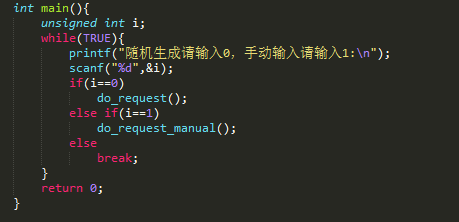 int main(){
    unsigned int i;
    while(TRUE){
        printf("随机生成请输入0，手动输入请输入1:\n");
        scanf("%d",&i);
        if(i==0)
            do_request();
        else if(i==1)
            do_request_manual();
        else
            break;
    }
    return 0;
}